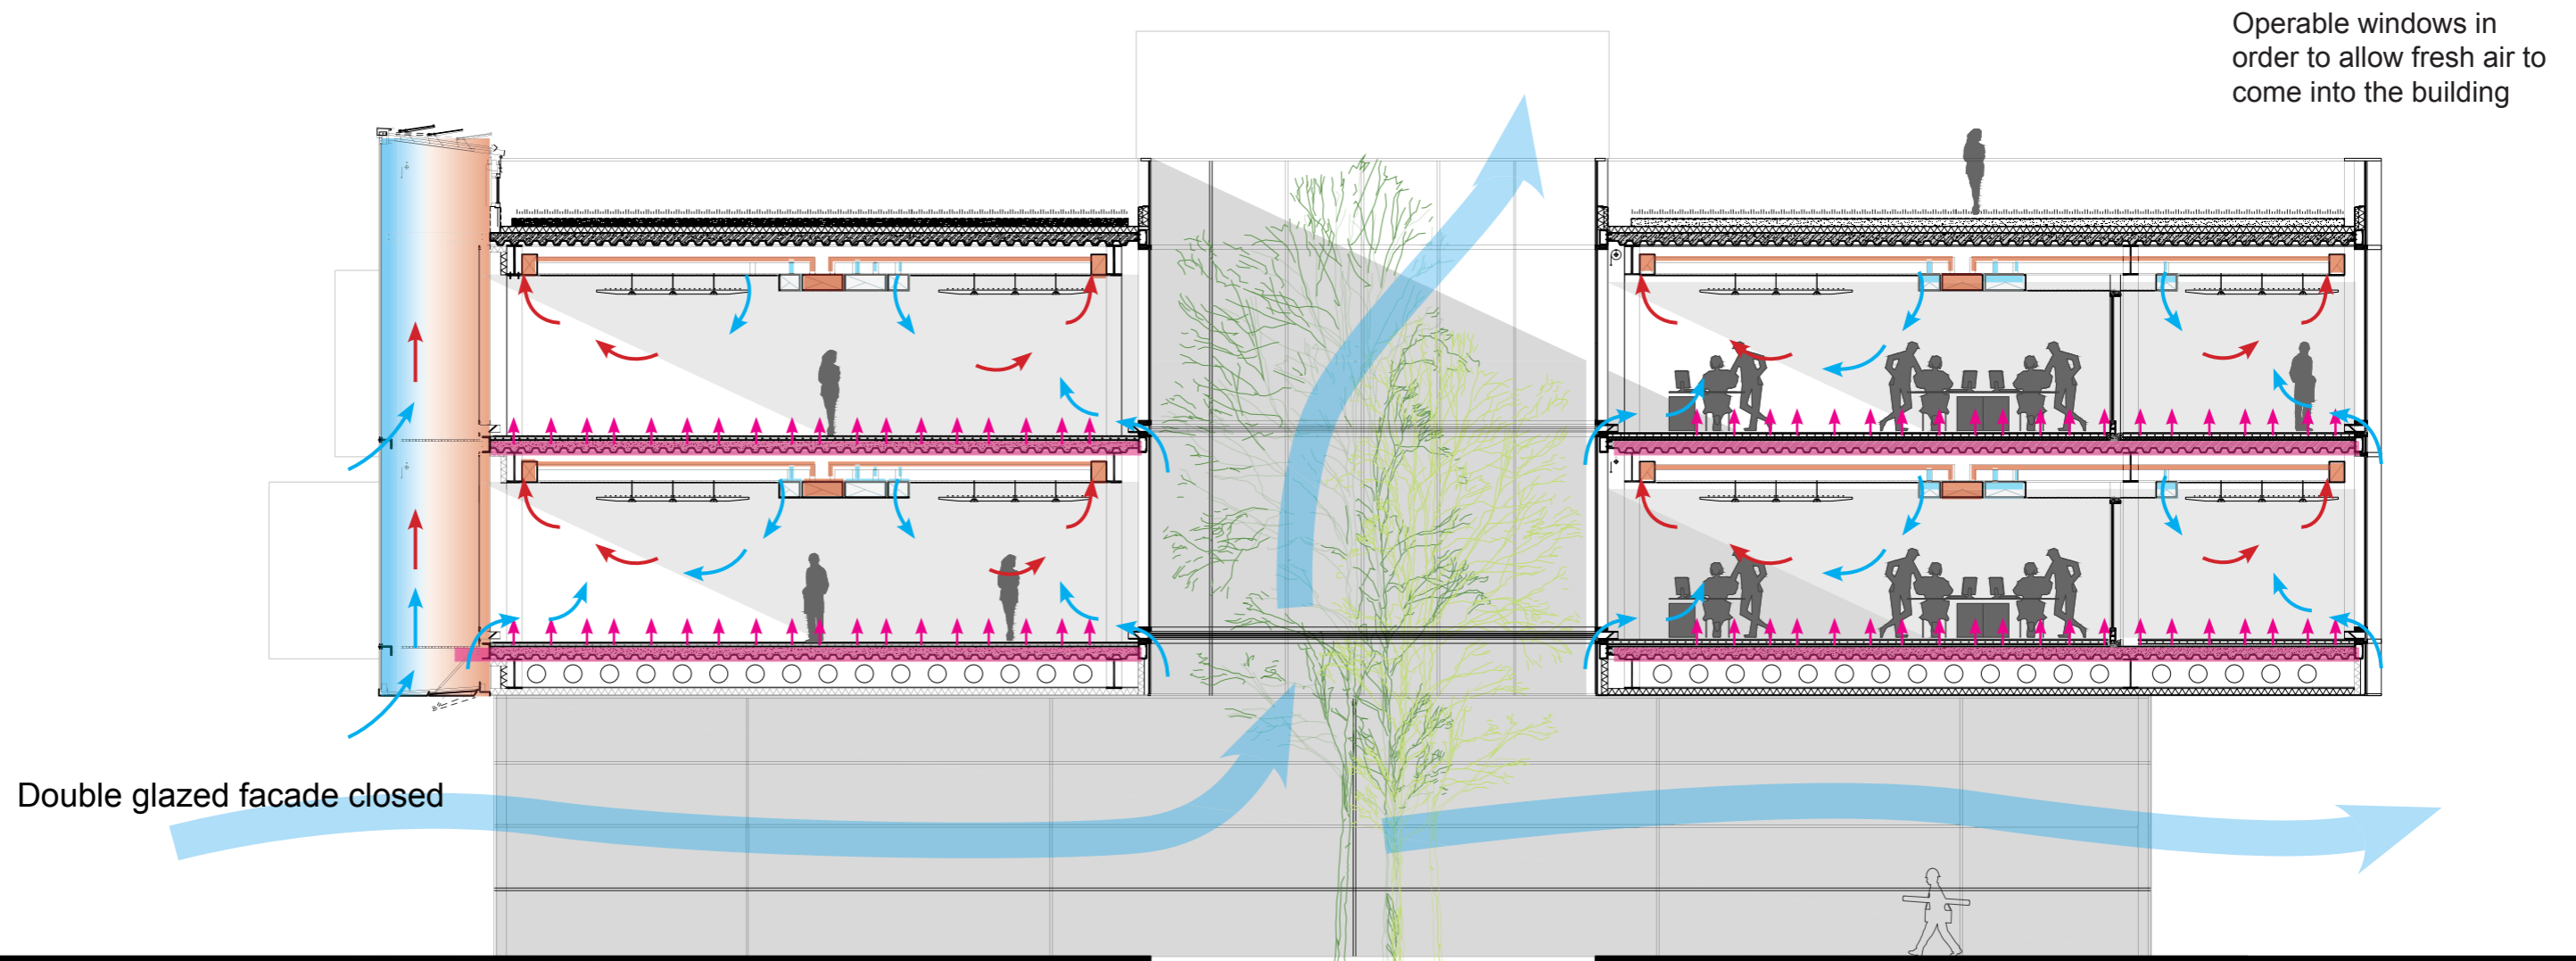 Operable windows in
order to allow fresh air to
come into the building
Double glazed facade closed